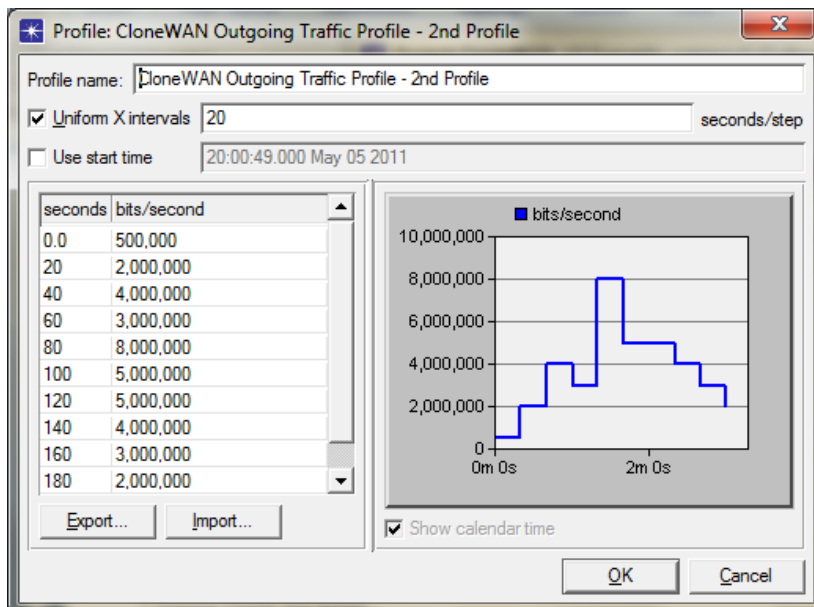 Profile: CloneWAN Outgoing Traffic Profile - 2nd Profile
Profile name: CloneWAN Outgoing Traffic Profile - 2nd Profile
Uniform X intervals 20 seconds/step
Use start time 20:00:49.000 May 05 2011
seconds bits/second
0.0 500,000
20 2,000,000
40 4,000,000
60 3,000,000
80 8,000,000
100 5,000,000
120 5,000,000
140 4,000,000
160 3,000,000
180 2,000,000
Export... Import...
bits/second
10,000,000
8,000,000
6,000,000
4,000,000
2,000,000
0
0m 0s 2m 0s
Show calendar time
OK Cancel